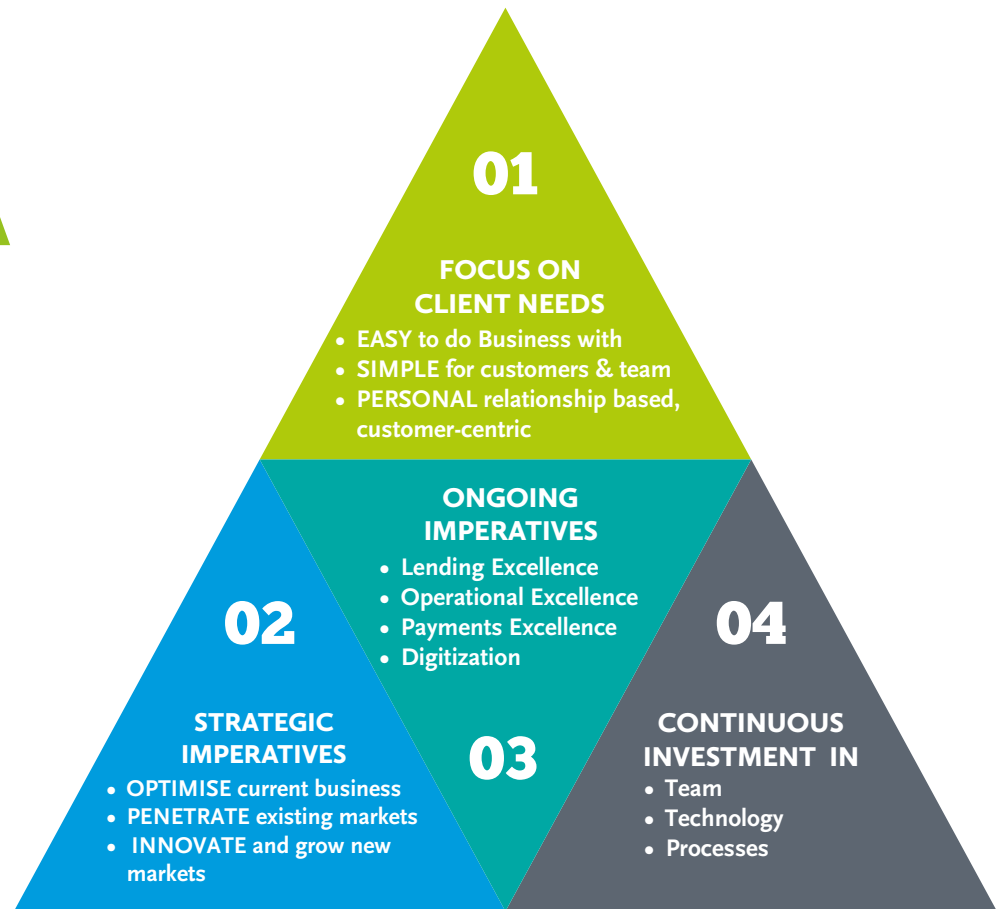 01
FOCUS ON
CLIENT NEEDS
• EASY to do Business with
• SIMPLE for customers & team
• PERSONAL relationship based,
customer-centric
02
STRATEGIC
IMPERATIVES
• OPTIMISE current business
• PENETRATE existing markets
• INNOVATE and grow new
markets
ONGOING
IMPERATIVES
• Lending Excellence
• Operational Excellence
• Payments Excellence
• Digitization
03
04
CONTINUOUS
INVESTMENT IN
• Team
• Technology
• Processes